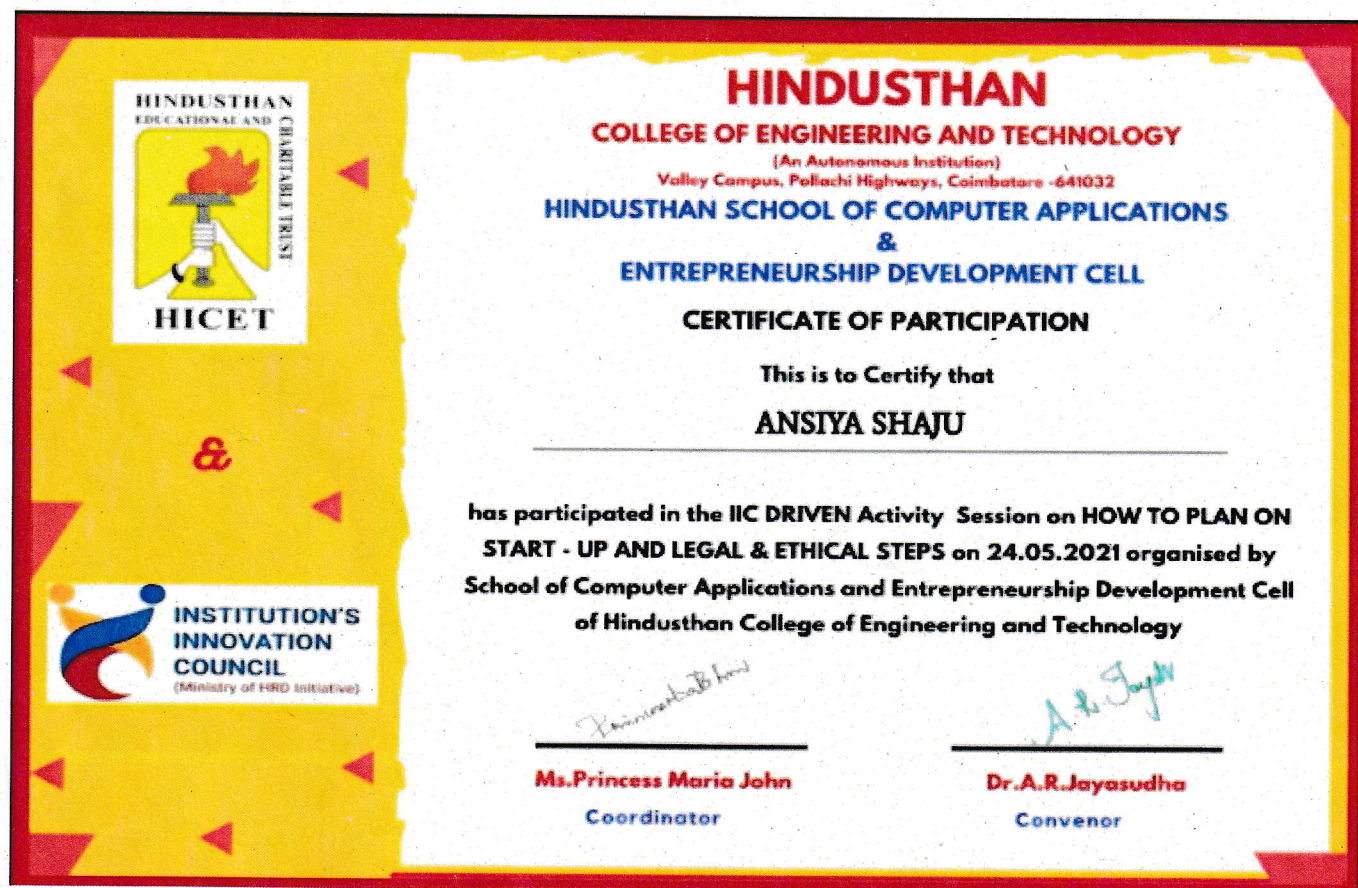 HINDUSTHAN
EDUCATIONAL AND
CHARITABLE TRUST
HICET
&
INSTITUTION'S
INNOVATION
COUNCIL
(Ministry of HRD Initiative)
HINDUSTHAN
COLLEGE OF ENGINEERING AND TECHNOLOGY
(An Autonomous Institution)
Valley Campus, Pollachi Highways, Coimbatore -641032
HINDUSTHAN SCHOOL OF COMPUTER APPLICATIONS
&
ENTREPRENEURSHIP DEVELOPMENT CELL
CERTIFICATE OF PARTICIPATION
This is to Certify that
ANSIYA SHAJU
has participated in the IIC DRIVEN Activity Session on HOW TO PLAN ON
START - UP AND LEGAL & ETHICAL STEPS on 24.05.2021 organised by
School of Computer Applications and Entrepreneurship Development Cell
of Hindusthan College of Engineering and Technology
Ms.Princess Maria John
Coordinator
Dr.A.R.Jayasudha
Convenor